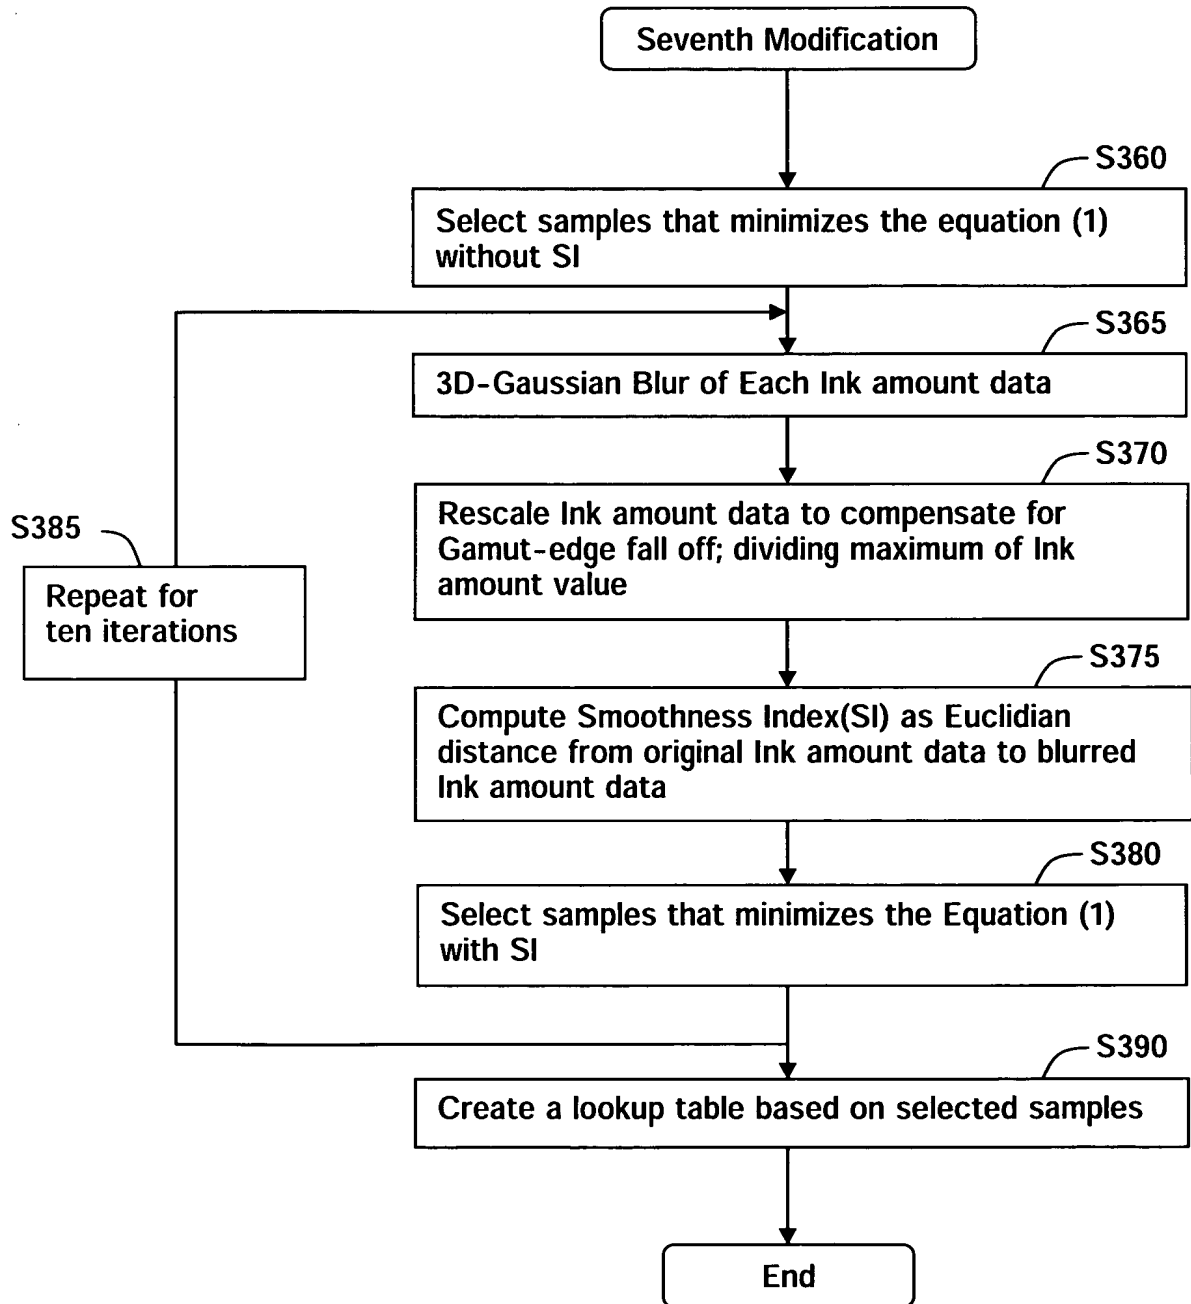 Seventh Modification
S360
Select samples that minimizes the equation (1)
without SI
S365
3D-Gaussian Blur of Each Ink amount data
S370
Rescale Ink amount data to compensate for
Gamut-edge fall off; dividing maximum of Ink
amount value
S385
Repeat for
ten iterations
S375
Compute Smoothness Index(SI) as Euclidian
distance from original Ink amount data to blurred
Ink amount data
S380
Select samples that minimizes the Equation (1)
with SI
S390
Create a lookup table based on selected samples
End